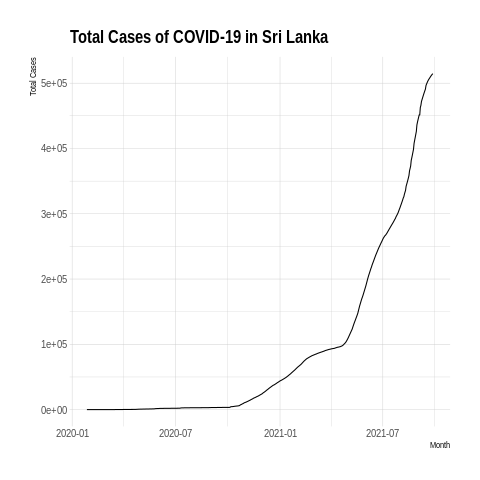 Total Cases of COVID-19 in Sri Lanka
Total Cases
5e+05
4e+05
3e+05
2e+05
1e+05
0e+00
2020-01 2020-07 2021-01 2021-07
Month